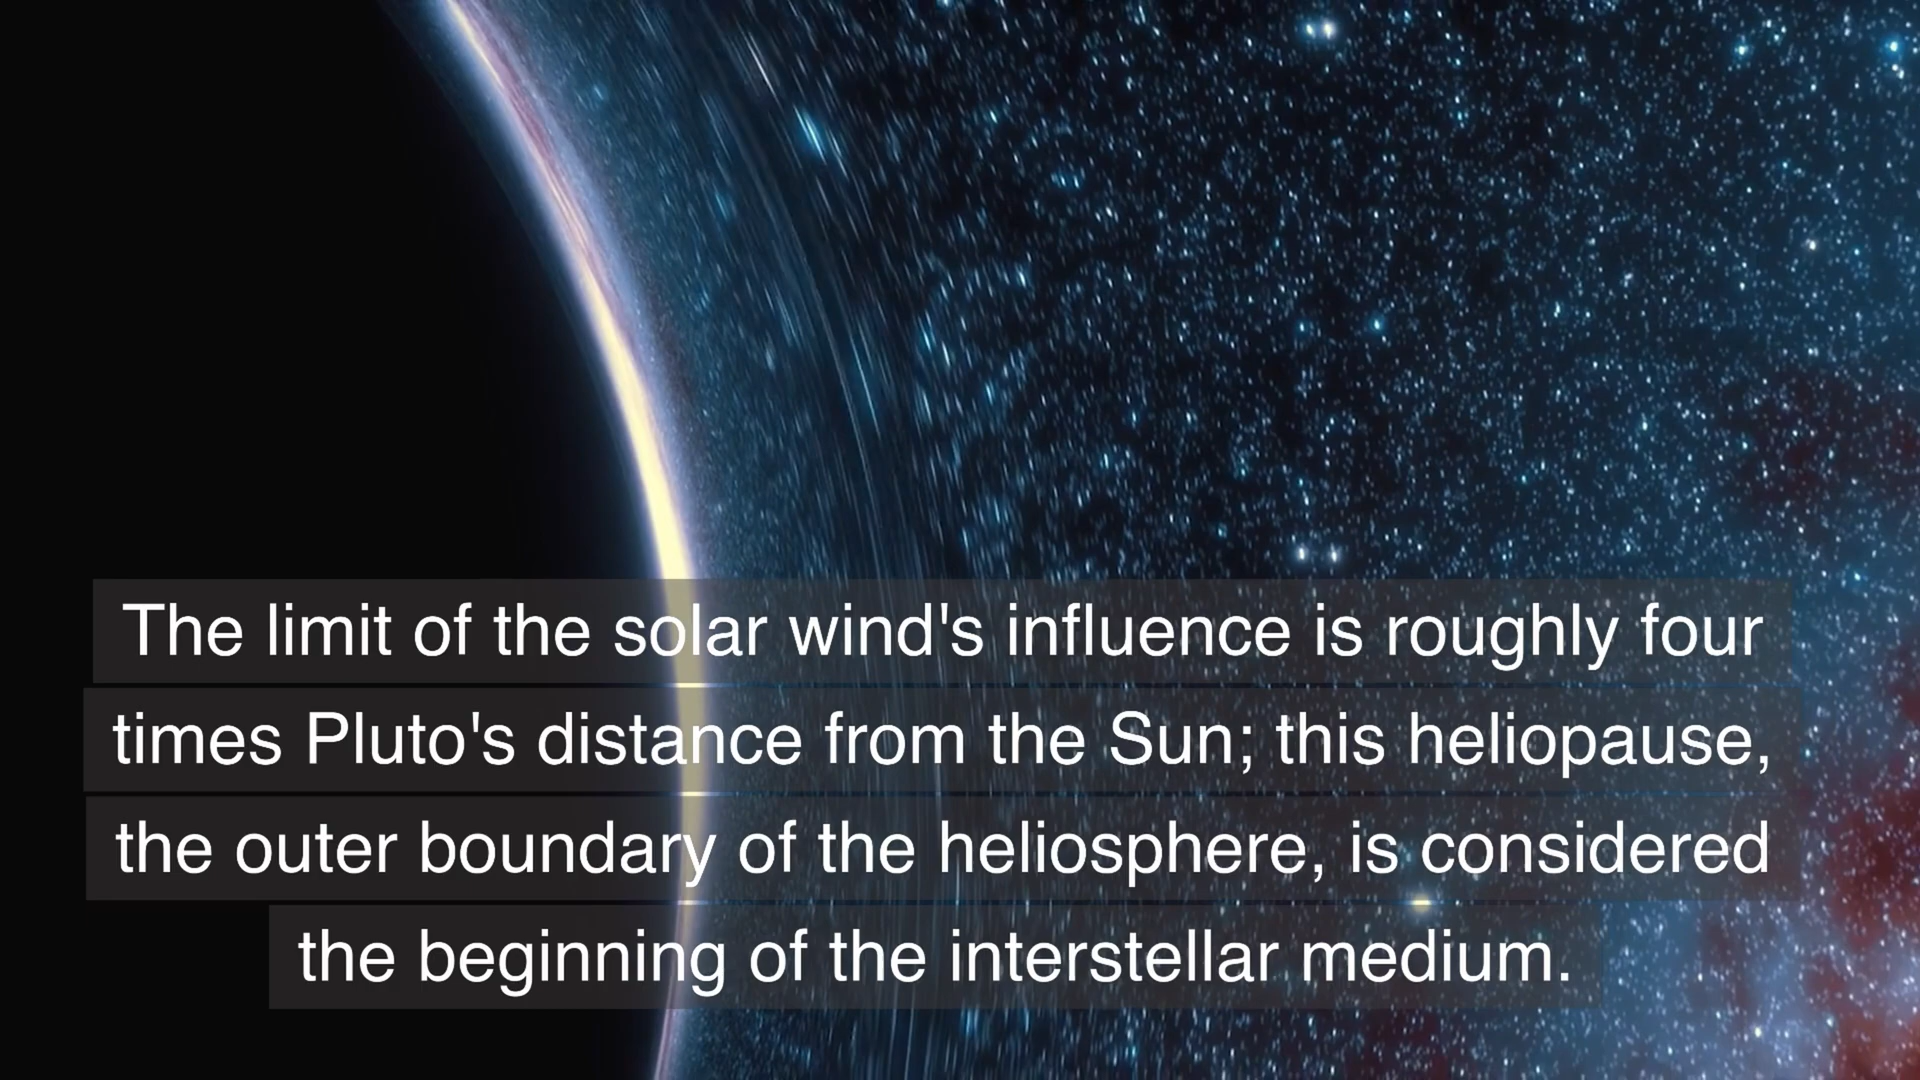 The limit of the solar wind's influence is roughly four
times Pluto's distance from the Sun; this heliopause,
the outer boundary of the heliosphere, is considered
the beginning of the interstellar medium.